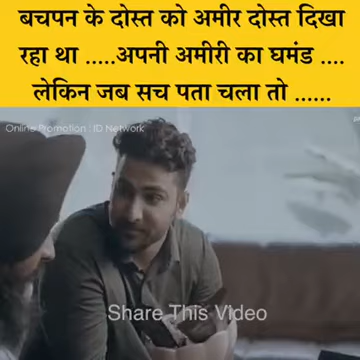 बचपन के दोस्त को अमीर दोस्त दिखा
रहा था .....अपनी अमीरी का घमंड ....
लेकिन जब सच पता चला तो ......
Online Promotion : ID Network
Share This Video